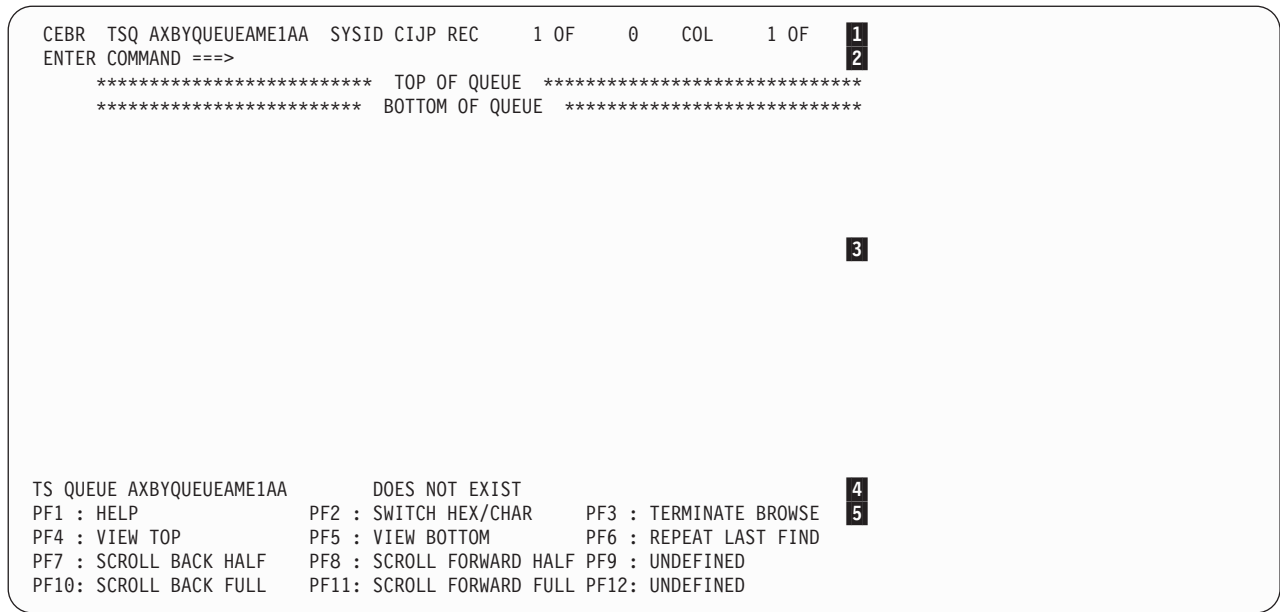 CEBR  TSQ AXBYQUEUEAME1AA  SYSID CIJP REC     1 OF     0    COL     1 OF    1
ENTER COMMAND ===>    2
**************************  TOP OF QUEUE  ******************************
*************************  BOTTOM OF QUEUE  ****************************
3
TS QUEUE AXBYQUEUEAME1AA        DOES NOT EXIST    4
PF1 : HELP    PF2 : SWITCH HEX/CHAR    PF3 : TERMINATE BROWSE    5
PF4 : VIEW TOP    PF5 : VIEW BOTTOM    PF6 : REPEAT LAST FIND
PF7 : SCROLL BACK HALF    PF8 : SCROLL FORWARD HALF PF9 : UNDEFINED
PF10: SCROLL BACK FULL    PF11: SCROLL FORWARD FULL PF12: UNDEFINED